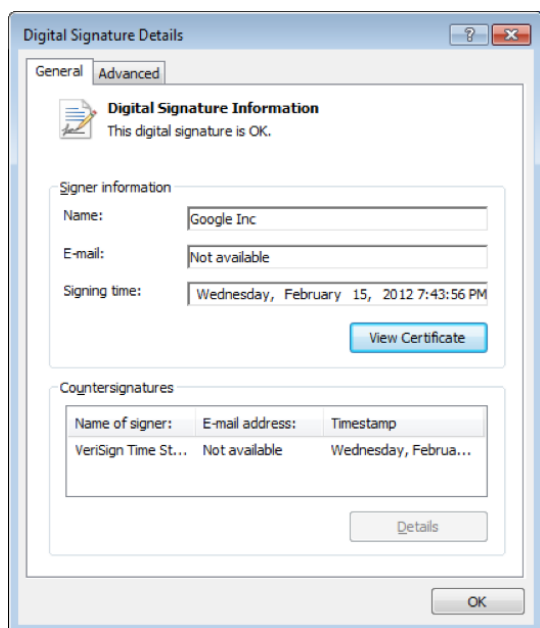 Digital Signature Details
?
General Advanced
Digital Signature Information
This digital signature is OK.
Signer information
Name: Google Inc
E-mail: Not available
Signing time: Wednesday, February 15, 2012 7:43:56 PM
View Certificate
Countersignatures
Name of signer: E-mail address: Timestamp
VeriSign Time St... Not available Wednesday, Februa...
Details
OK